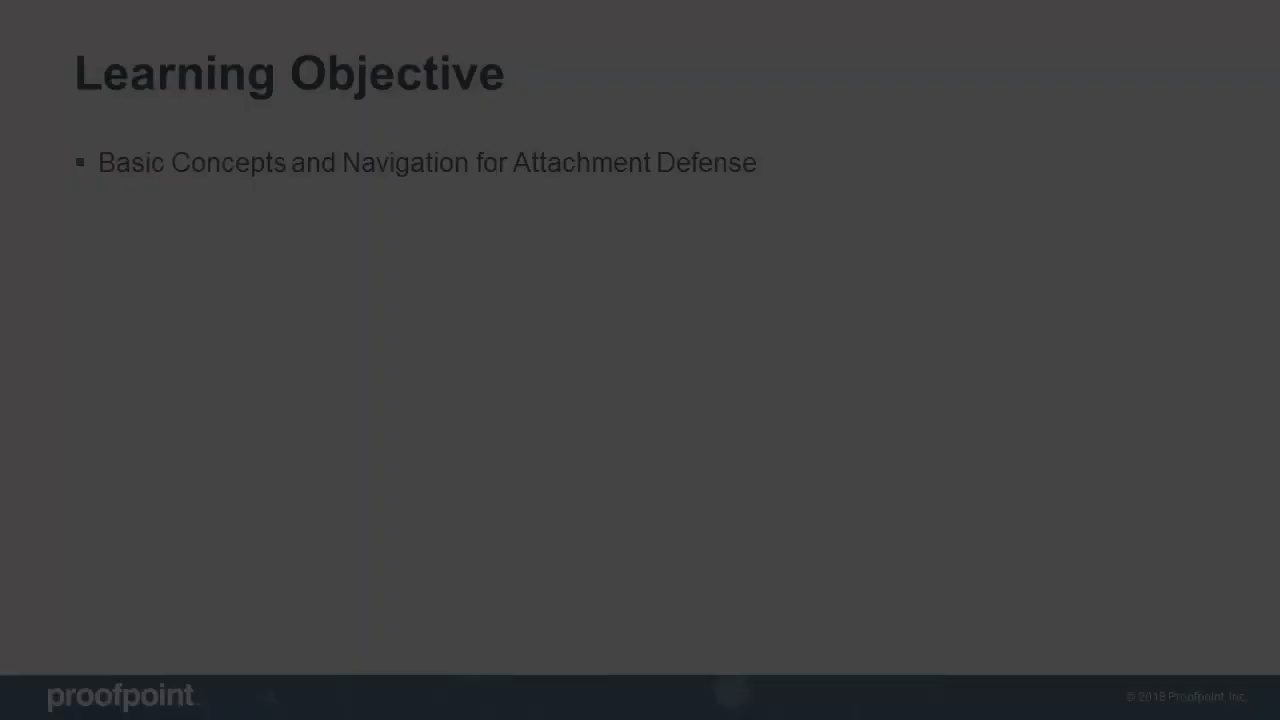 Learning Objective
▪ Basic Concepts and Navigation for Attachment Defense
proofpoint.
© 2018 Proofpoint, Inc.